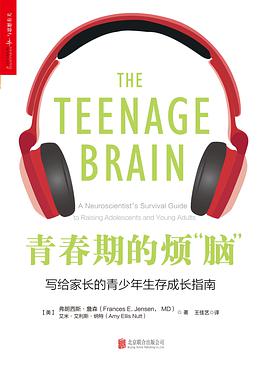 THE
TEENAGE
BRAIN
A Neuroscientist's Survival Guide
to Raising Adolescents and Young Adults
青春期的烦“脑”
写给家长的青少年生存成长指南
[美] 弗朗西斯·詹森（Frances E. Jensen, MD）
艾米·艾利斯·纳特（Amy Ellis Nutt） 著 王佳艺 译
北京联合出版公司